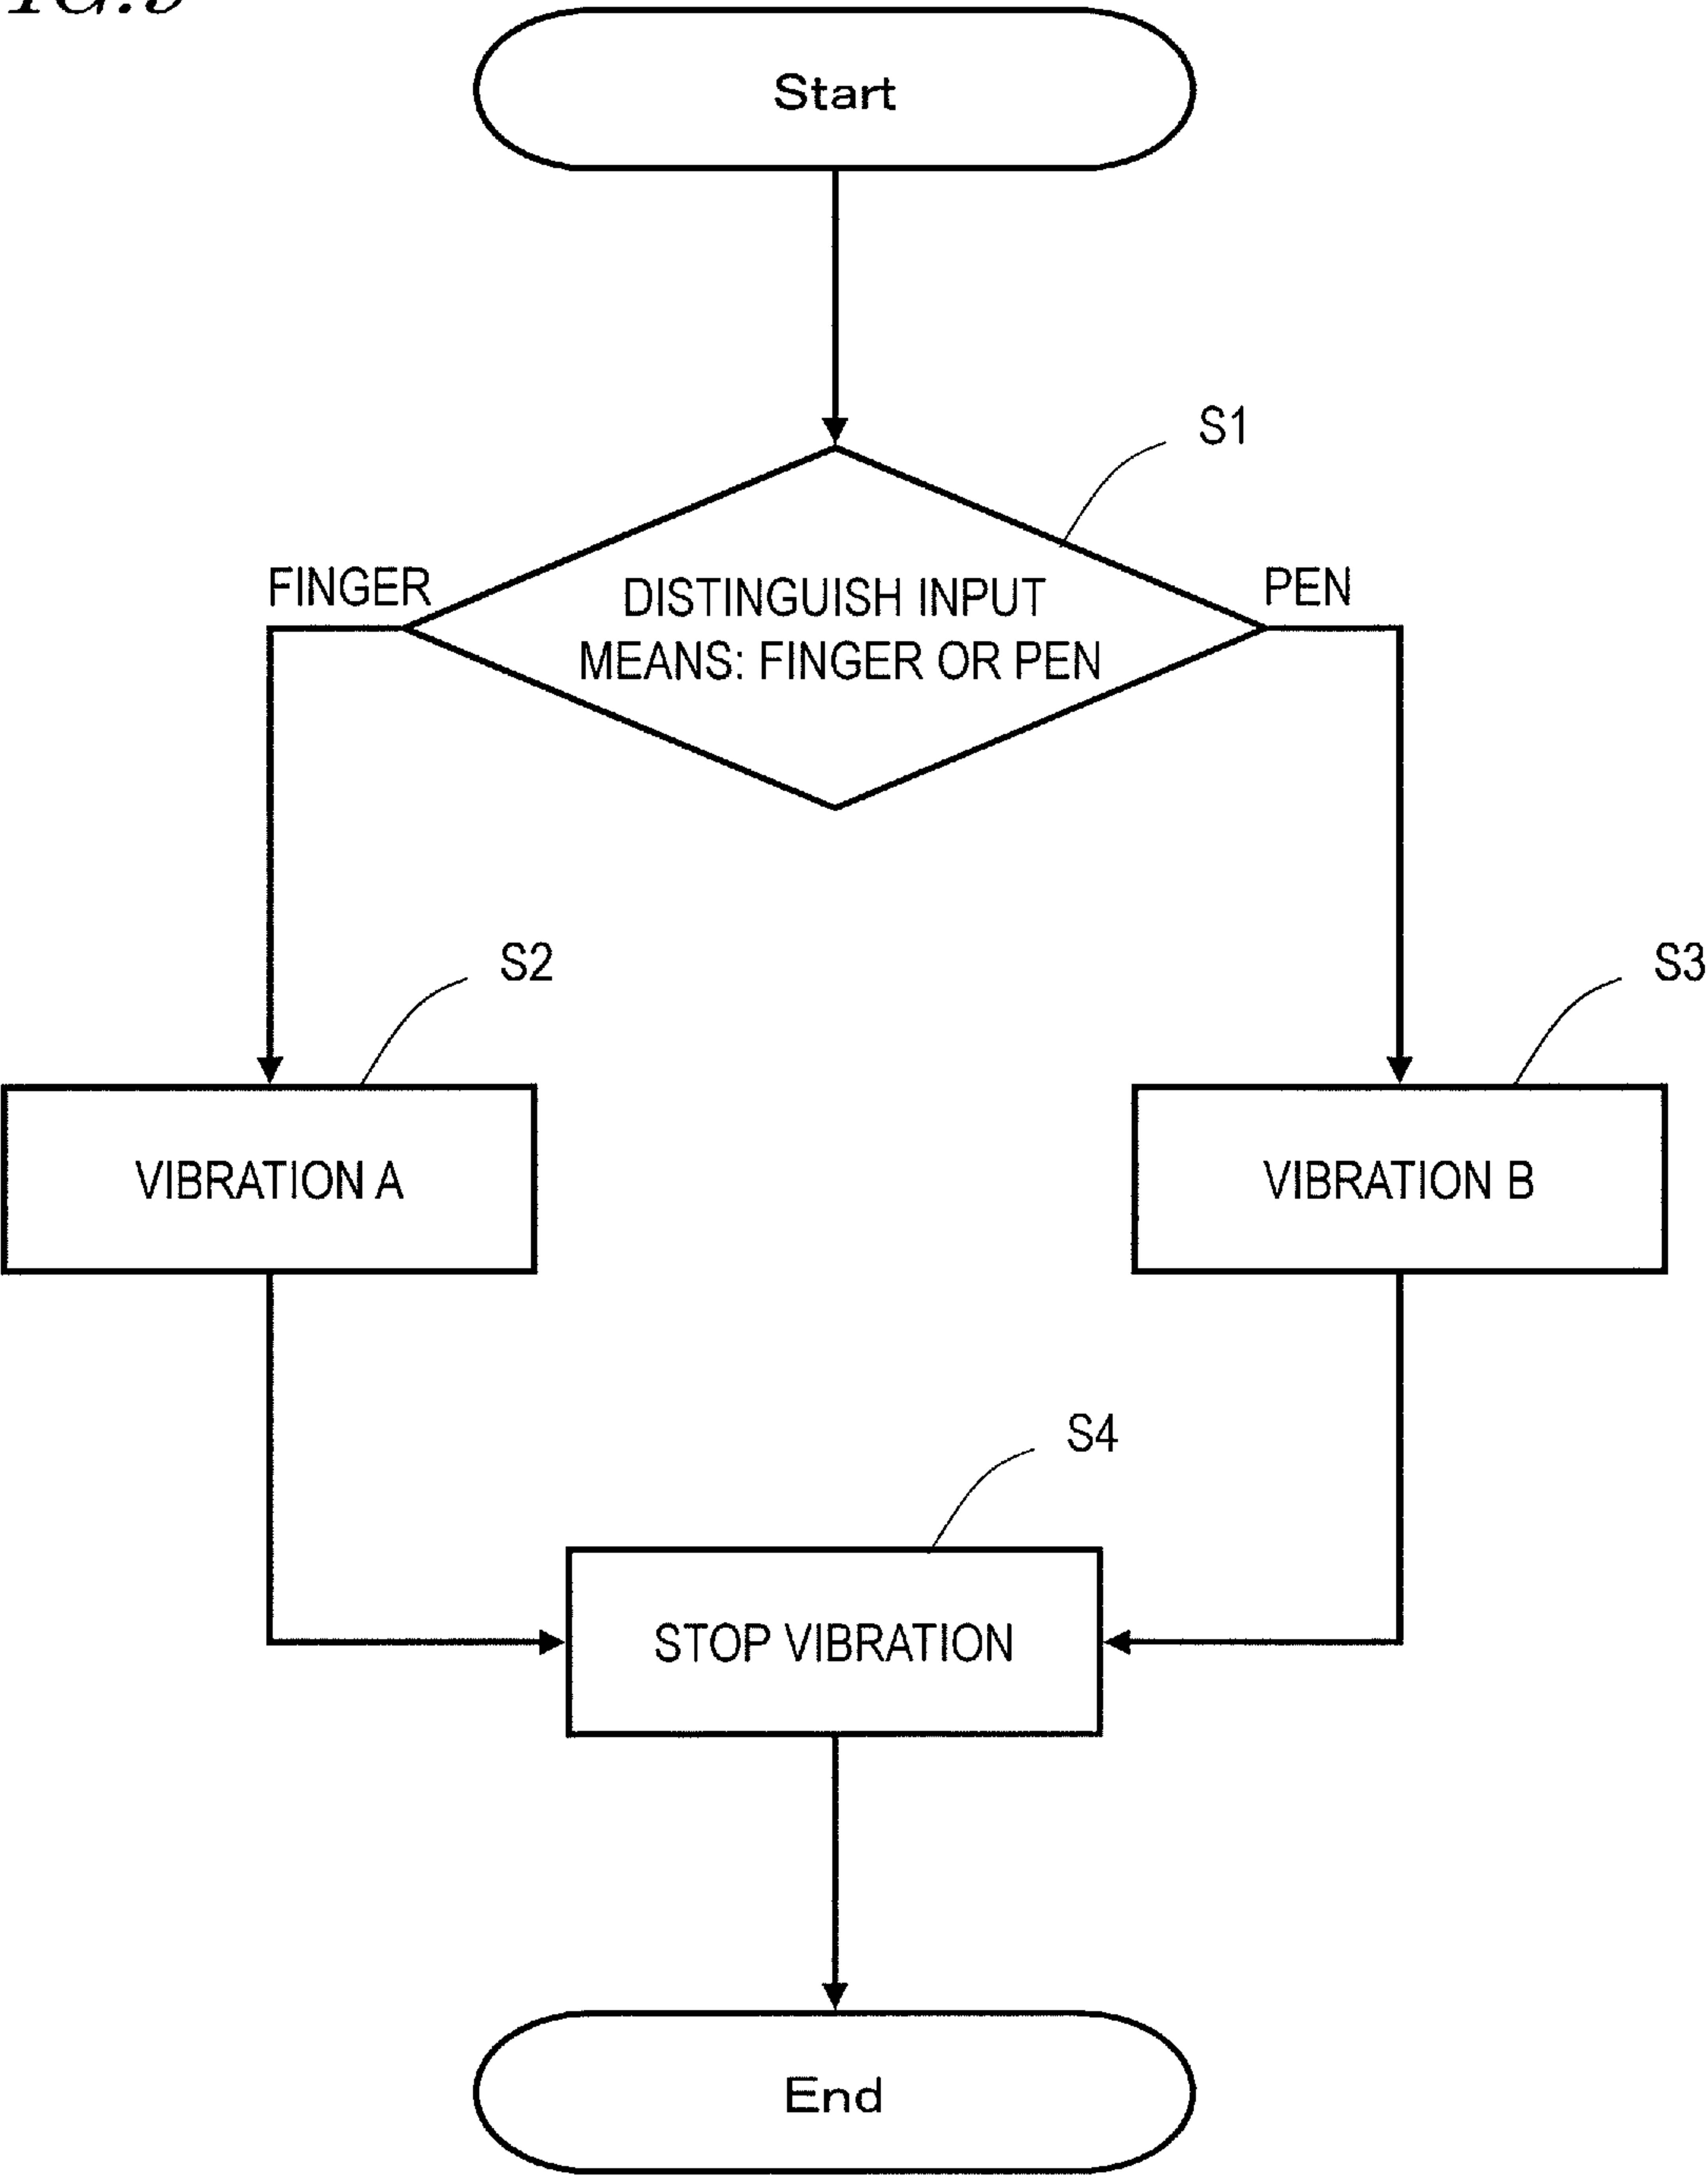 Start
S1
FINGER
PEN
DISTINGUISH INPUT
MEANS: FINGER OR PEN
S2
S3
VIBRATION A
VIBRATION B
S4
STOP VIBRATION
End